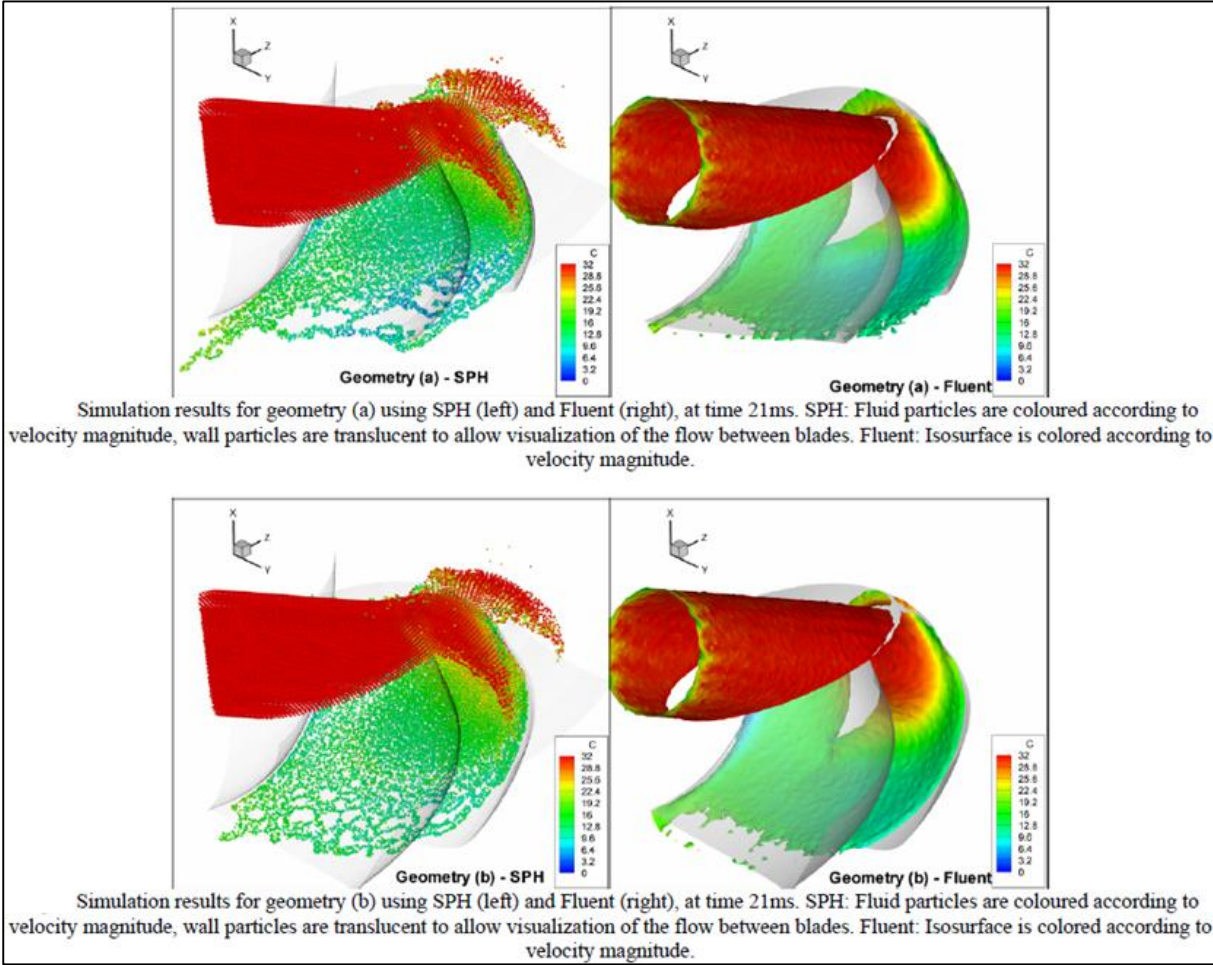 X
Z
Y
C
32
28.8
25.6
22.4
19.2
16
12.8
9.6
6.4
3.2
0
Geometry (a) - SPH
X
Z
Y
C
32
28.8
25.6
22.4
19.2
16
12.8
9.6
6.4
3.2
0
Geometry (a) - Fluent
Simulation results for geometry (a) using SPH (left) and Fluent (right), at time 21ms. SPH: Fluid particles are coloured according to
velocity magnitude, wall particles are translucent to allow visualization of the flow between blades. Fluent: Isosurface is colored according to
velocity magnitude.
X
Z
Y
C
32
28.8
25.6
22.4
19.2
16
12.8
9.6
6.4
3.2
0
Geometry (b) - SPH
X
Z
Y
C
32
28.8
25.6
22.4
19.2
16
12.8
9.6
6.4
3.2
0
Geometry (b) - Fluent
Simulation results for geometry (b) using SPH (left) and Fluent (right), at time 21ms. SPH: Fluid particles are coloured according to
velocity magnitude, wall particles are translucent to allow visualization of the flow between blades. Fluent: Isosurface is colored according to
velocity magnitude.